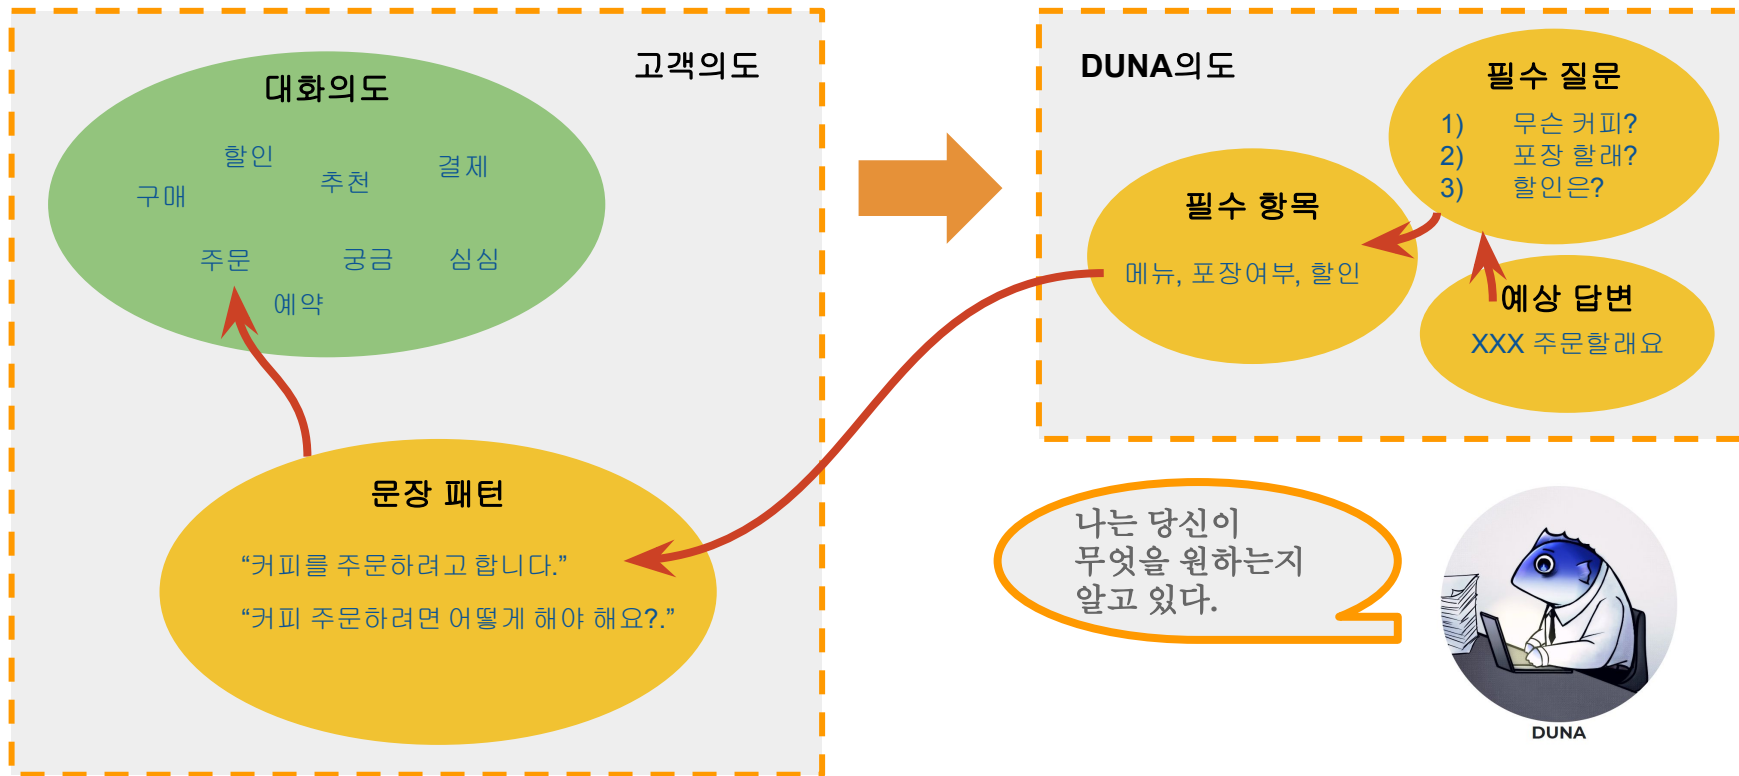 고객의도
대화의도
할인
결제
추천
구매
주문
궁금
심심
예약
문장 패턴
“커피를 주문하려고 합니다.”
“커피 주문하려면 어떻게 해야 해요?.”
DUNA의도
필수 질문
1) 무슨 커피?
2) 포장 할래?
3) 할인은?
필수 항목
메뉴, 포장여부, 할인
예상 답변
XXX 주문할래요
나는 당신이
무엇을 원하는지
알고 있다.
DUNA